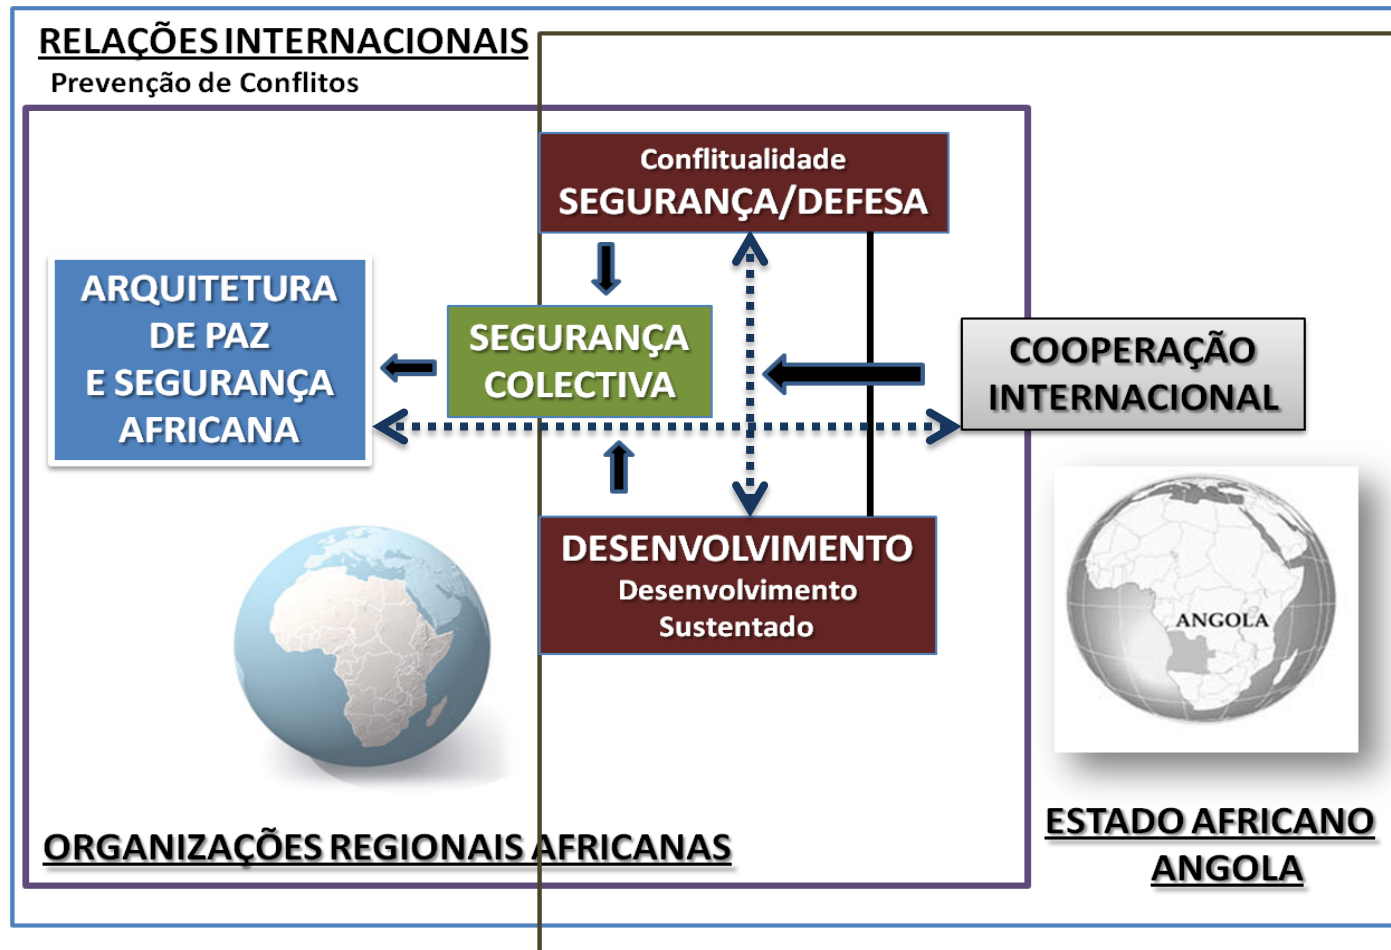 RELAÇÕES INTERNACIONAIS
Prevenção de Conflitos
Conflitualidade
SEGURANÇA/DEFESA
ARQUITETURA
DE PAZ
E SEGURANÇA
AFRICANA
SEGURANÇA
COLECTIVA
COOPERAÇÃO
INTERNACIONAL
DESENVOLVIMENTO
Desenvolvimento
Sustentado
ANGOLA
ORGANIZAÇÕES REGIONAIS AFRICANAS
ESTADO AFRICANO
ANGOLA